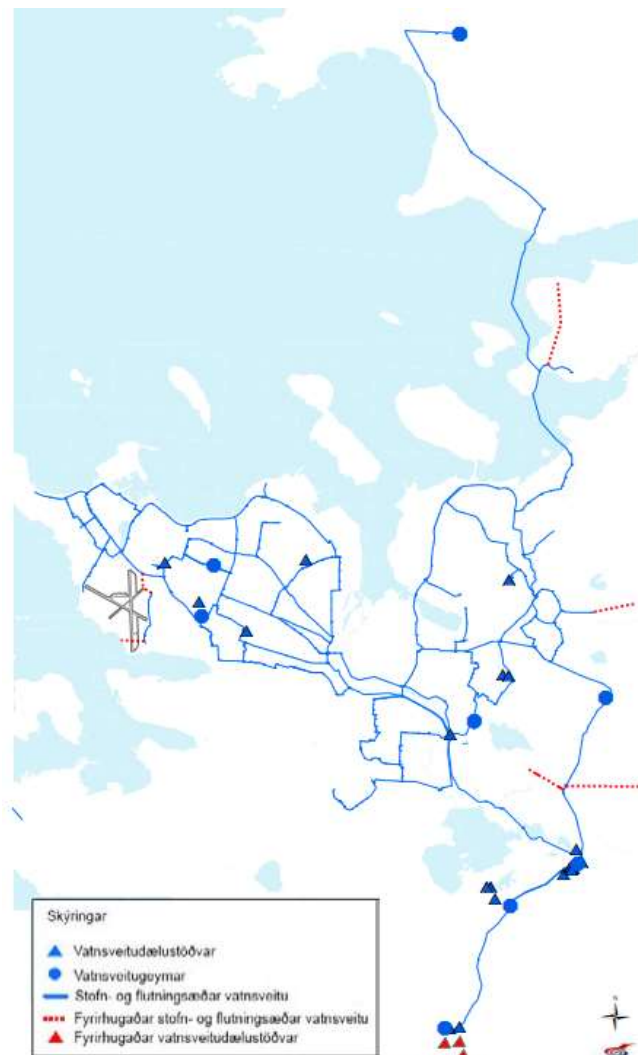 Skýringar
Vatnsveitudælustöðvar
Vatnsveitugeymar
Stofn- og flutningsæðar vatnsveitu
Fyrirhugaðar stofn- og flutningsæðar vatnsveitu
Fyrirhugaðar vatnsveitudælustöðvar